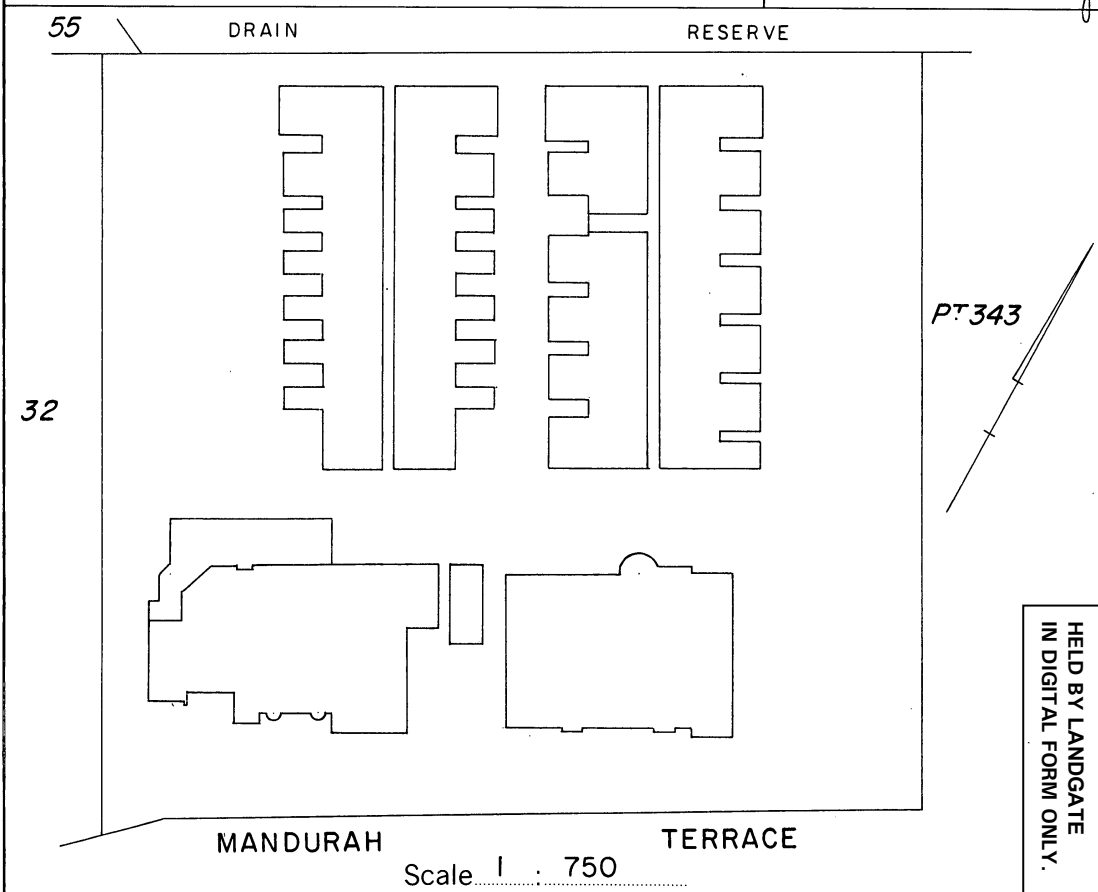 55
DRAIN RESERVE
PT 343
32
HELD BY LANDGATE
IN DIGITAL FORM ONLY.
MANDURAH TERRACE
Scale 1 : 750